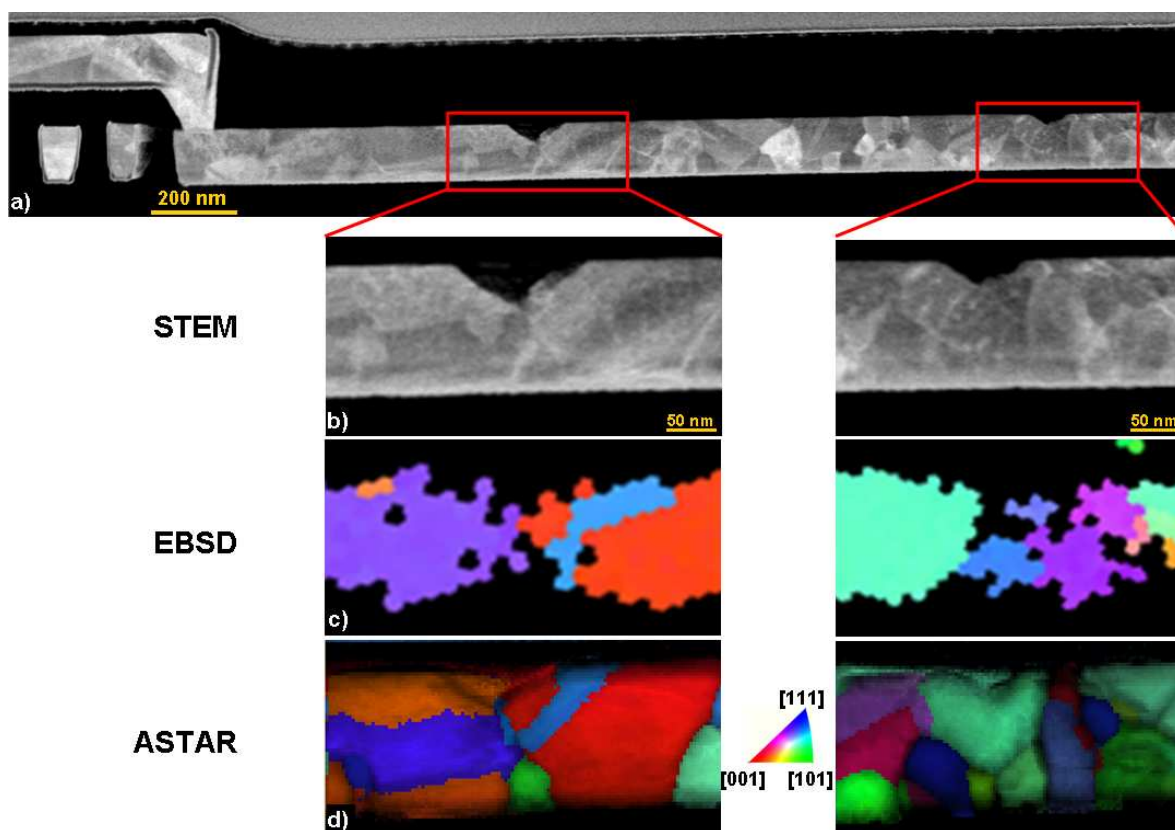 a)
200 nm
STEM
b)
50 nm
50 nm
EBSD
c)
ASTAR
d)
[111]
[001]
[101]